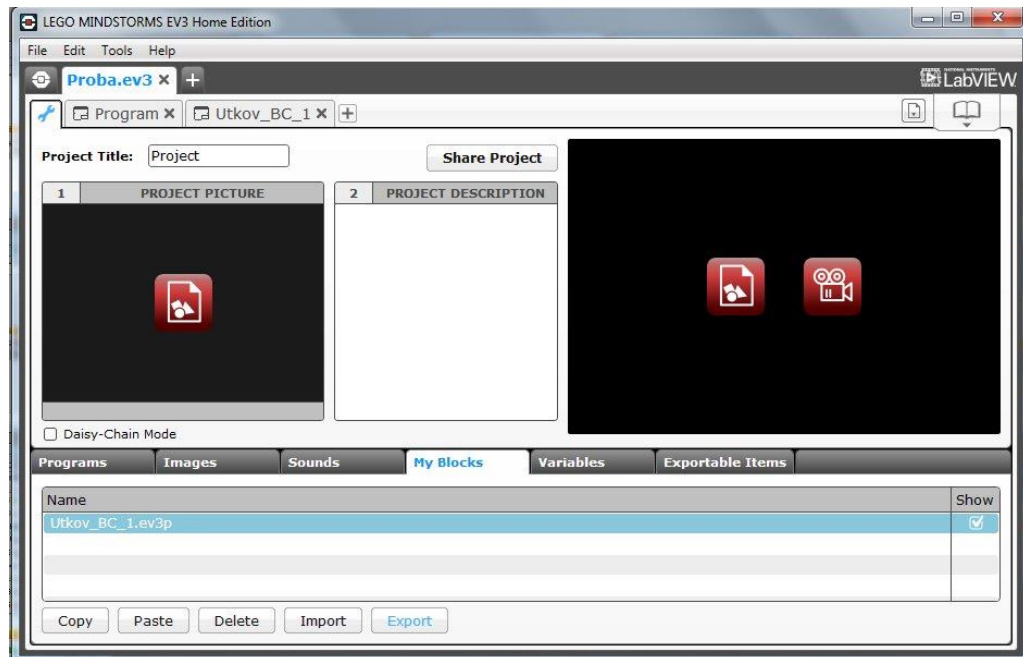 LEGO MINDSTORMS EV3 Home Edition
File Edit Tools Help
Proba.ev3
NATIONAL INSTRUMENTS
LabVIEW
Program Utkov_BC_1
Project Title: Project Share Project
1 PROJECT PICTURE 2 PROJECT DESCRIPTION
Daisy-Chain Mode
Programs Images Sounds My Blocks Variables Exportable Items
Name Show
Utkov_BC_1.ev3p
Copy Paste Delete Import Export